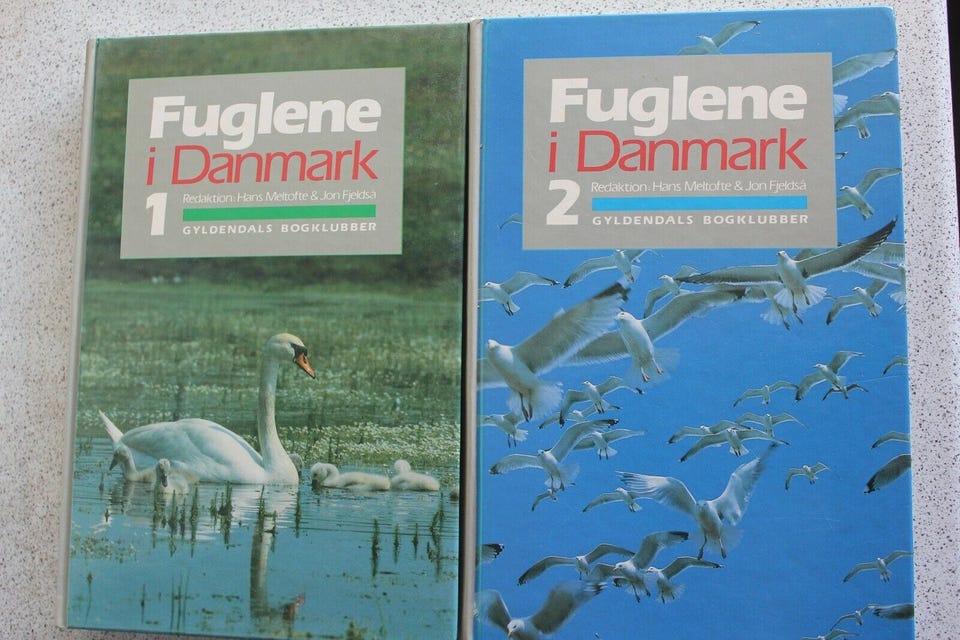 Fuglene
i Danmark
Redaktion: Hans Meltofte & Jon Fjeldså
1
GYLDENDALS BOGKLUBBER
Fuglene
i Danmark
Redaktion: Hans Meltofte & Jon Fjeldså
2
GYLDENDALS BOGKLUBBER